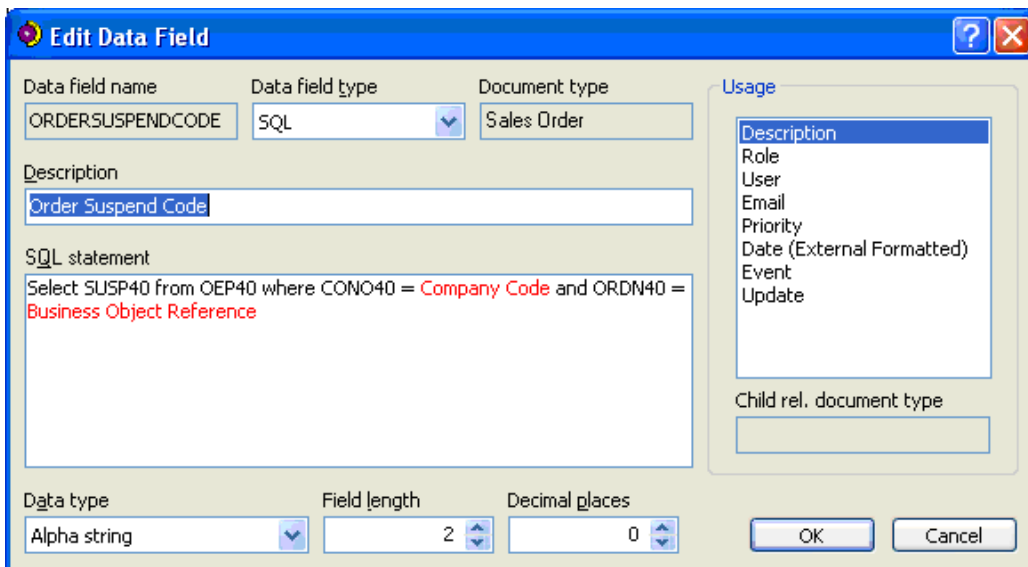 Edit Data Field
Data field name
Data field type
Document type
ORDERSUSPENDCODE
SQL
Sales Order
Description
Order Suspend Code
SQL statement
Select SUSP40 from OEP40 where CONO40 = Company Code and ORDN40 =
Business Object Reference
Usage
Description
Role
User
Email
Priority
Date (External Formatted)
Event
Update
Child rel. document type
Data type
Field length
Decimal places
Alpha string
2
0
OK
Cancel